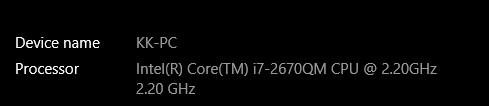 Device name KK-PC
Processor Intel(R) Core(TM) i7-2670QM CPU @ 2.20GHz
2.20 GHz